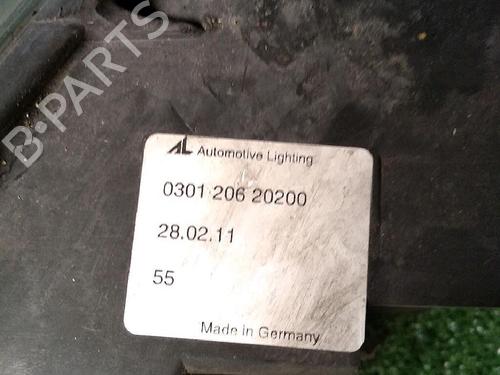 B-PARTS
AL Automotive Lighting
0301 206 20200
28.02.11
55
Made in Germany